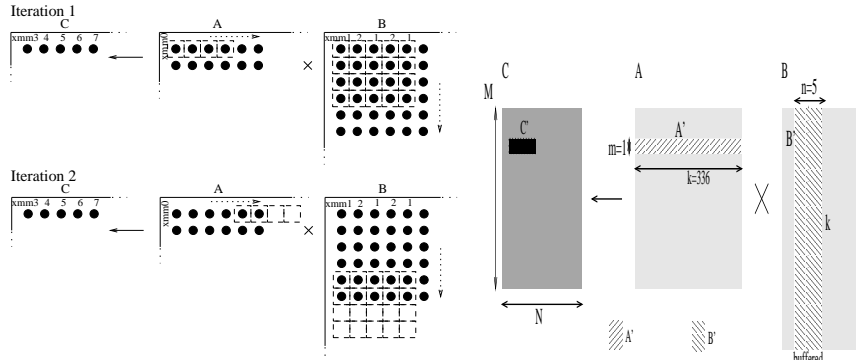 Iteration 1
C
A
B
xmm3 4 5 6 7
xmm0
xmm1 2 1 2 1
×
Iteration 2
C
A
B
xmm3 4 5 6 7
xmm0
xmm1 2 1 2 1
×
C
A
B
M
C'
A'
m=1
k=336
n=5
B'
k
N
A'
B'
buffered